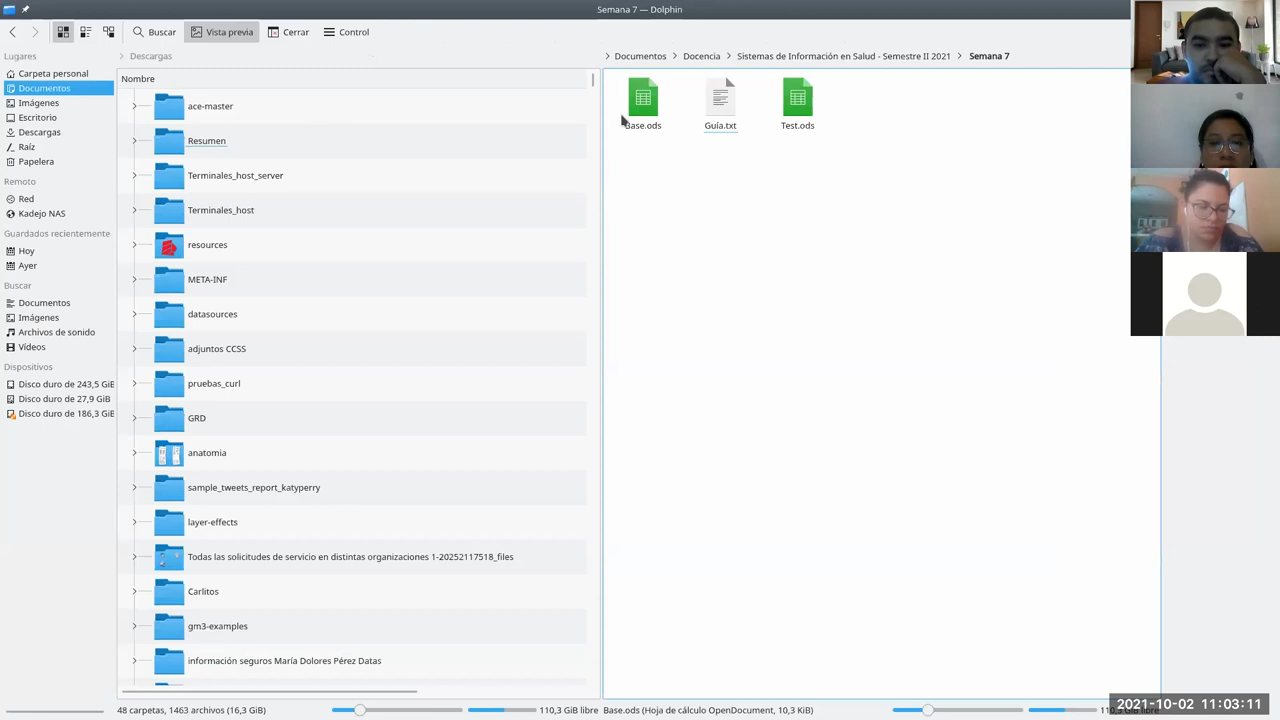 Semana 7 — Dolphin
Buscar
Vista previa
Cerrar
Control
Lugares
Carpeta personal
Documentos
Imágenes
Escritorio
Descargas
Raíz
Papelera
Remoto
Red
Kadejo NAS
Guardados recientemente
Hoy
Ayer
Buscar
Documentos
Imágenes
Archivos de sonido
Vídeos
Dispositivos
Disco duro de 243,5 GiB
Disco duro de 27,9 GiB
Disco duro de 186,3 GiB
Descargas
Nombre
ace-master
Resumen
Terminales_host_server
Terminales_host
resources
META-INF
datasources
adjuntos CCSS
pruebas_curl
GRD
anatomia
sample_tweets_report_katyperry
layer-effects
Todas las solicitudes de servicio en distintas organizaciones 1-20252117518_files
Carlitos
gm3-examples
información seguros María Dolores Pérez Datas
48 carpetas, 1463 archivos (16,3 GiB)
110,3 GiB libre
Documentos > Docencia > Sistemas de Información en Salud - Semestre II 2021 > Semana 7
Base.ods
Guía.txt
Test.ods
Base.ods (Hoja de cálculo OpenDocument, 10,3 KiB)
2021-10-02 11:03:11